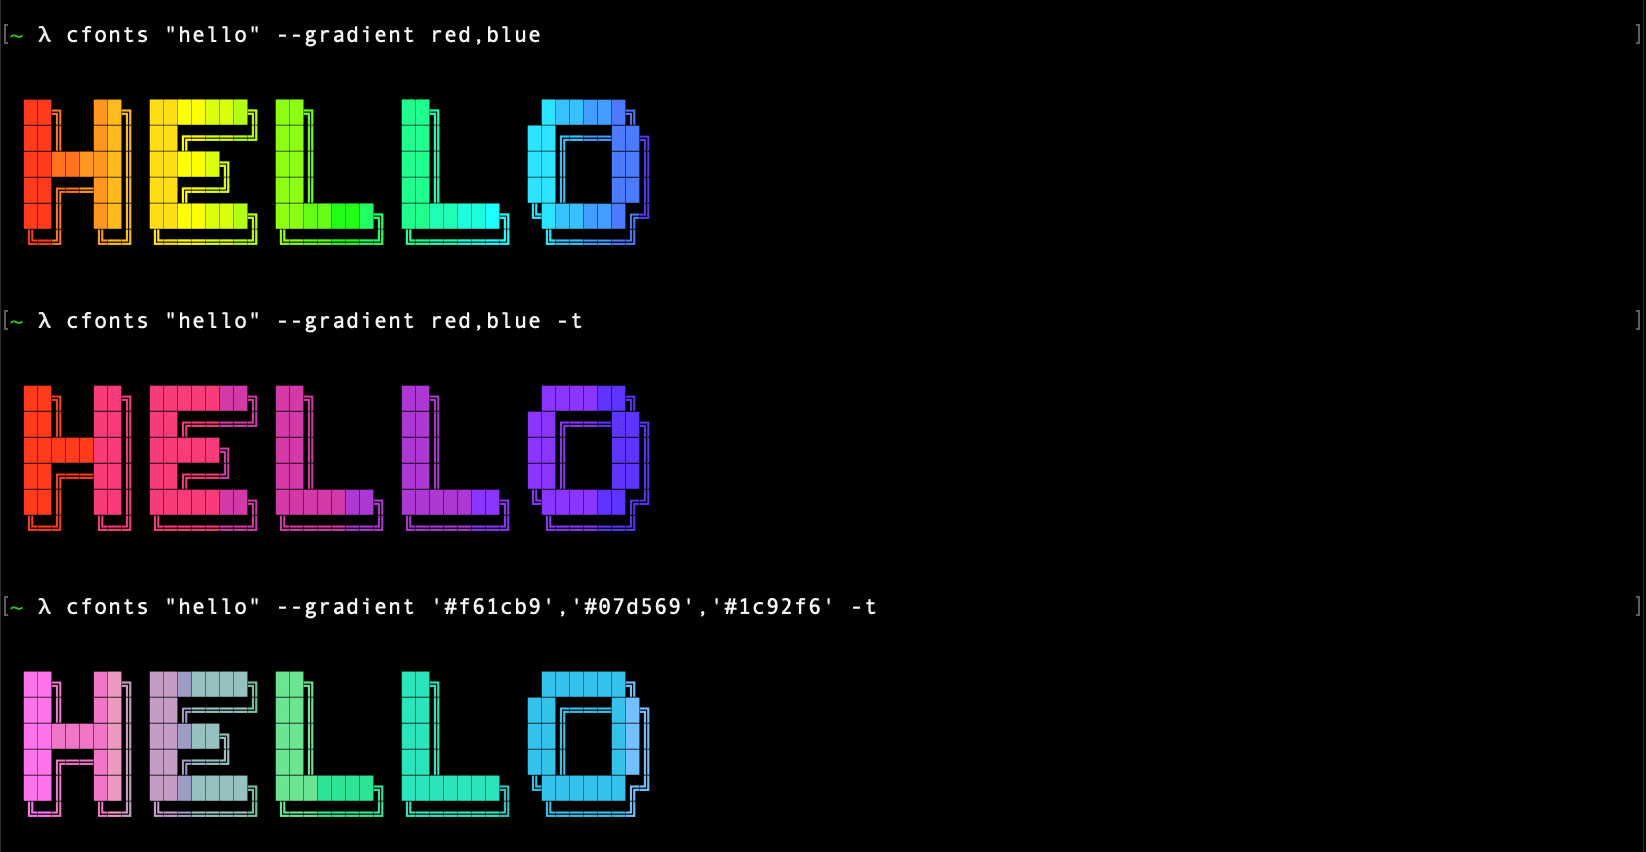 [~ λ cfonts "hello" --gradient red,blue ]
HELLO
[~ λ cfonts "hello" --gradient red,blue -t ]
HELLO
[~ λ cfonts "hello" --gradient '#f61cb9','#07d569','#1c92f6' -t ]
HELLO